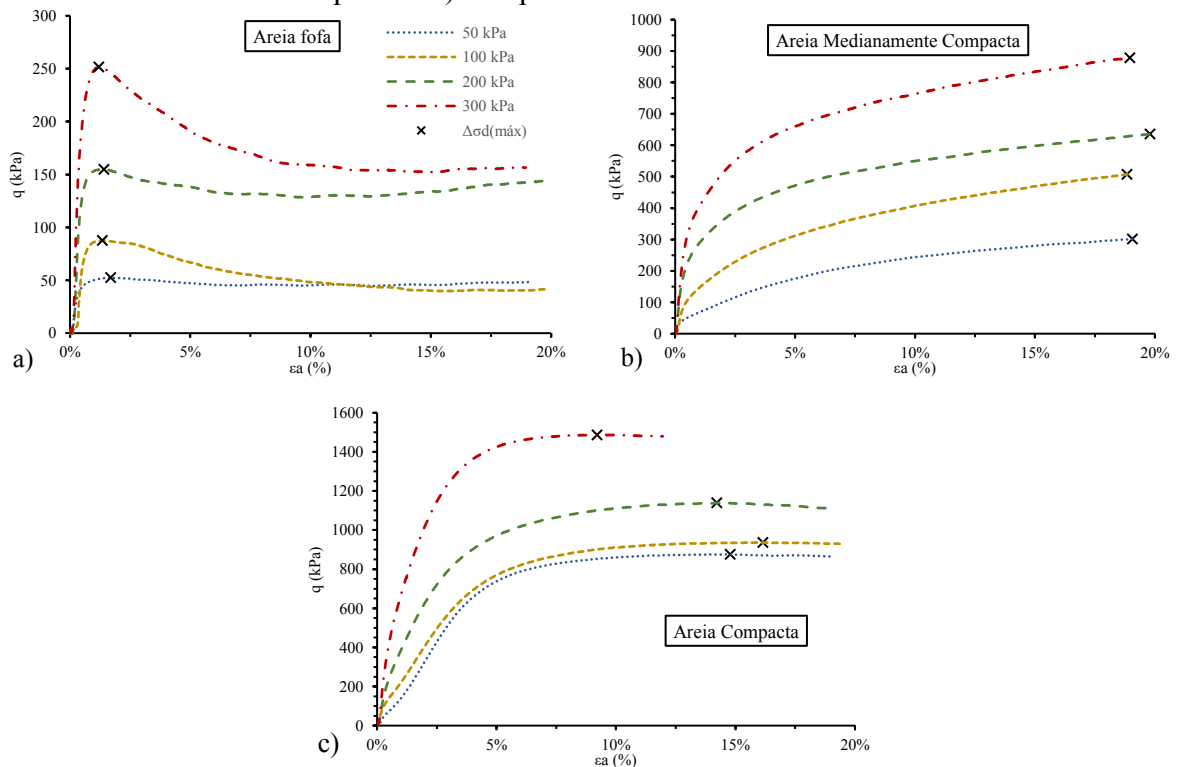 300
250
200
150
100
50
0
q (kPa)
Areia fofa
50 kPa
100 kPa
200 kPa
300 kPa
Δσd(máx)
0% 5% 10% 15% 20%
εa (%)
a)
1000
900
800
700
600
500
400
300
200
100
0
q (kPa)
Areia Medianamente Compacta
0% 5% 10% 15% 20%
εa (%)
b)
1600
1400
1200
1000
800
600
400
200
0
q (kPa)
Areia Compacta
0% 5% 10% 15% 20%
εa (%)
c)